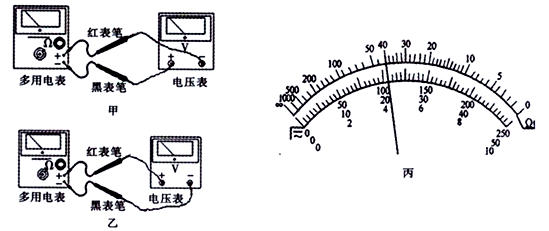 Ω
+
-
多用电表
红表笔
黑表笔
V
+ -
电压表
甲
Ω
+
-
多用电表
红表笔
黑表笔
V
+ -
电压表
乙
∞ 1000 500 200 100 50 40 30 20 10 5 0 Ω
0 50 100 150 200 250
0 2 4 6 8 10
0 10 20 30 40 50
丙